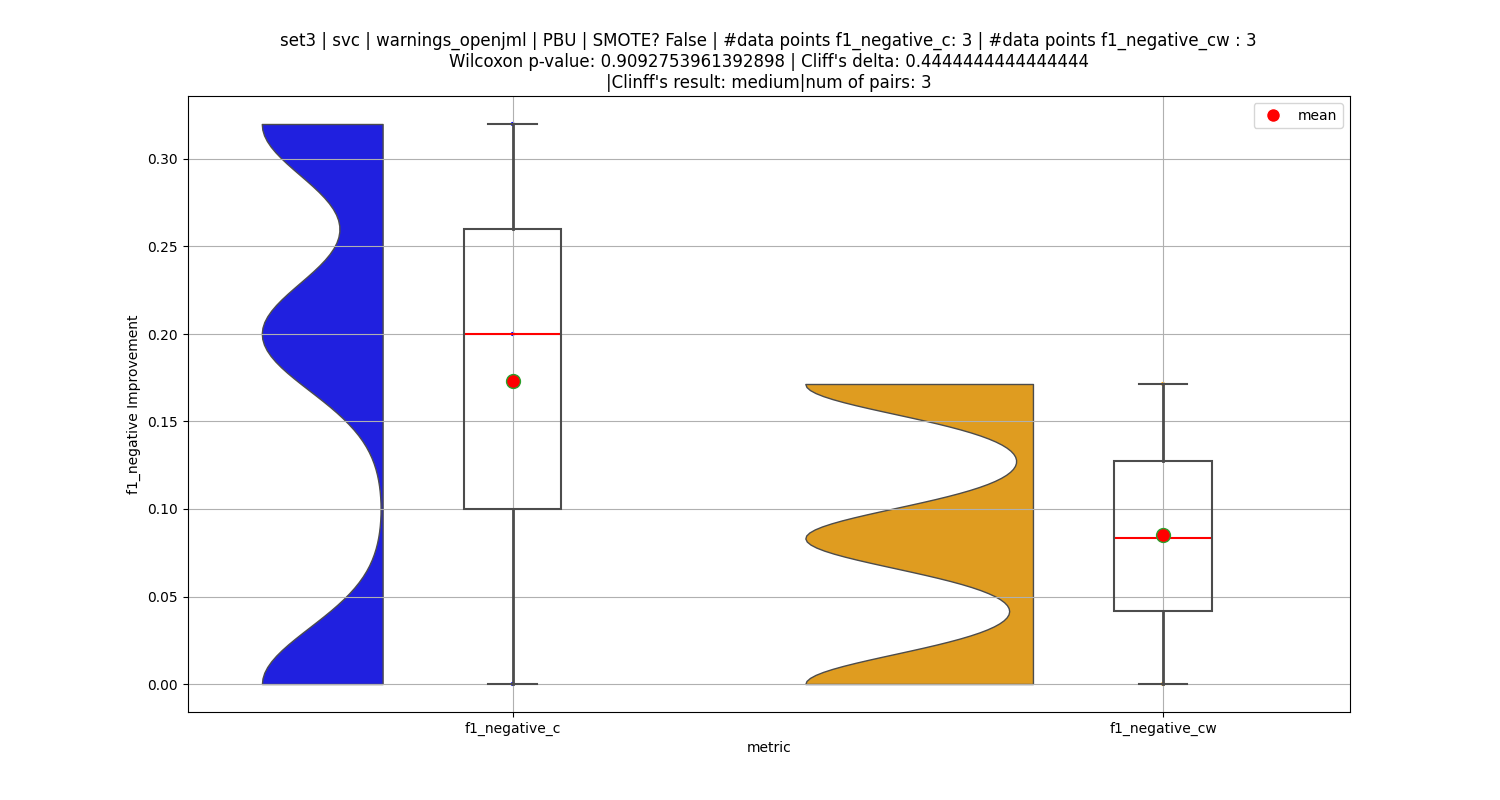 set3 | svc | warnings_openjml | PBU | SMOTE? False | #data points f1_negative_c: 3 | #data points f1_negative_cw : 3
Wilcoxon p-value: 0.9092753961392898 | Cliff's delta: 0.4444444444444444
|Clinff's result: medium|num of pairs: 3
mean
0.30
0.25
0.20
0.15
0.10
0.05
0.00
f1_negative Improvement
f1_negative_c
f1_negative_cw
metric